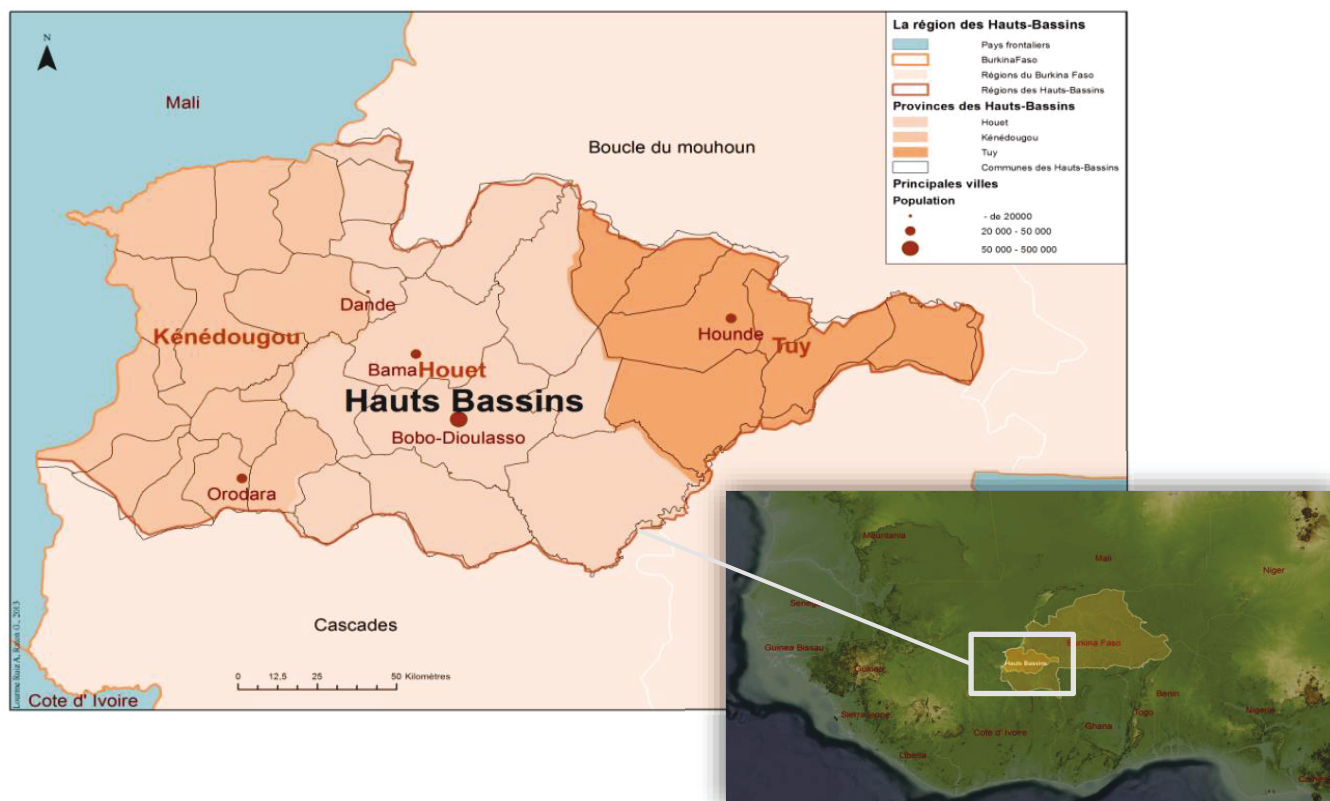 N
Mali
Boucle du mouhoun
Dande
Kénédougou
Hounde
Tuy
Bama
Houet
Hauts Bassins
Bobo-Dioulasso
Orodara
Cascades
0 12,5 25 50 Kilomètres
Cote d' Ivoire
Lourme Ruiz A, Ration G., 2013
La région des Hauts-Bassins
Pays frontaliers
BurkinaFaso
Régions du Burkina Faso
Régions des Hauts-Bassins
Provinces des Hauts-Bassins
Houet
Kénédougou
Tuy
Communes des Hauts-Bassins
Principales villes
Population
- de 20000
20 000 - 50 000
50 000 - 500 000
Mauritania
Mali
Niger
Senegal
Burkina Faso
Guinea Bissau
Hauts Bassins
Guinea
Benin
Sierra Leone
Togo
Nigeria
Ghana
Cote d' Ivoire
Liberia